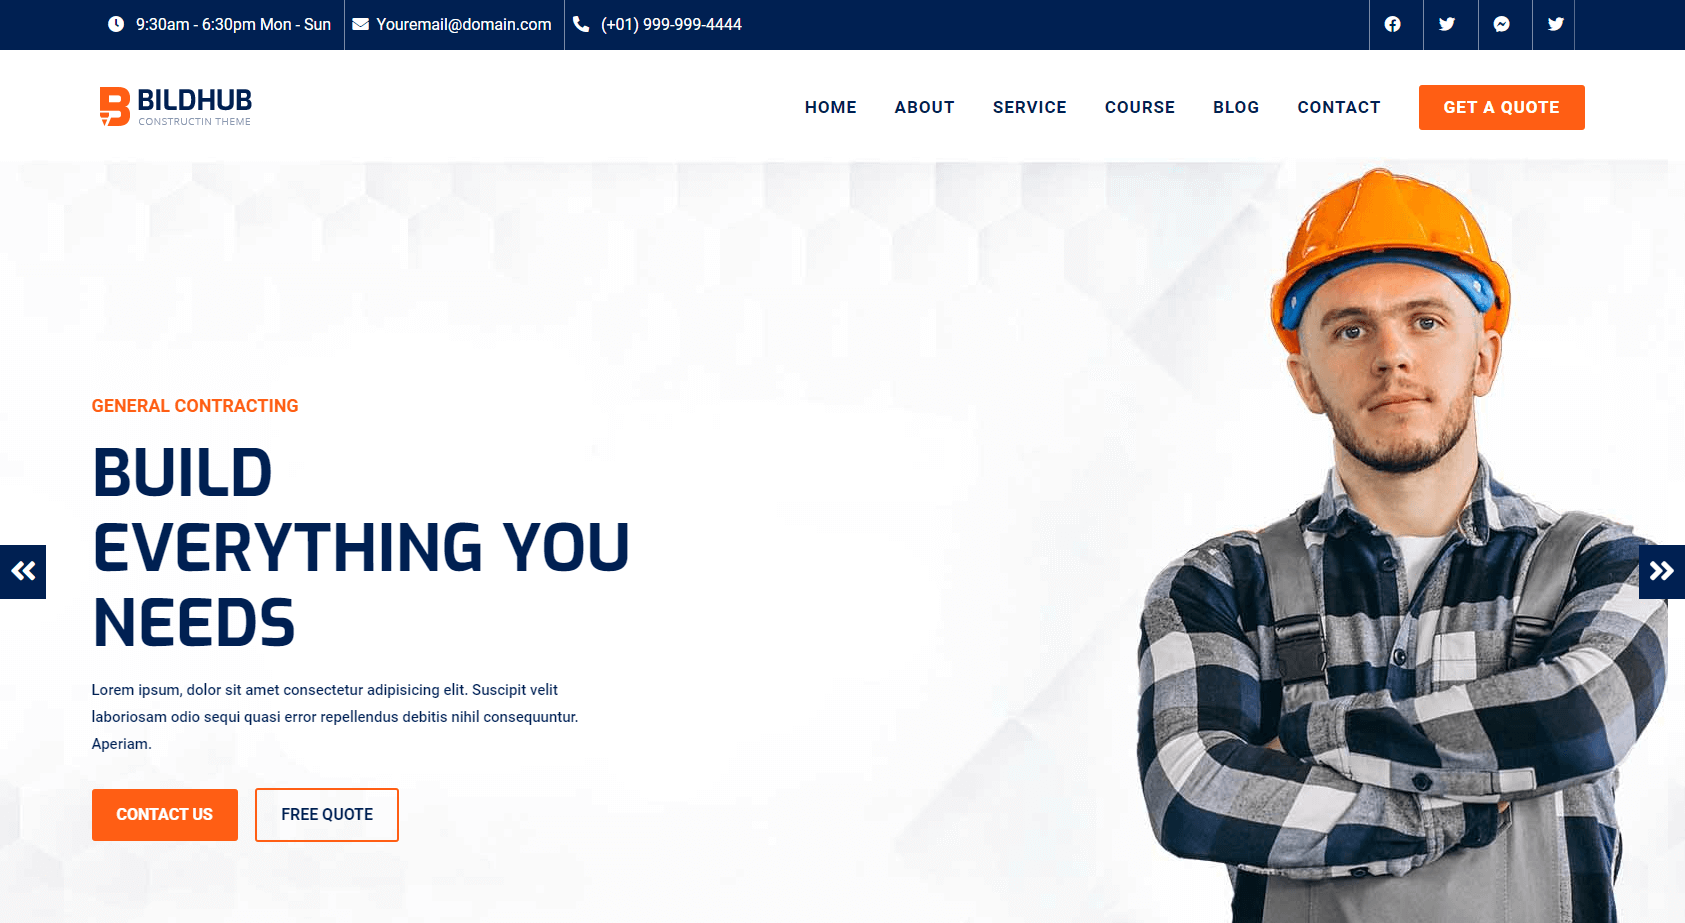 9:30am - 6:30pm Mon - Sun
Youremail@domain.com
(+01) 999-999-4444
BILDHUB
CONSTRUCTIN THEME
HOME
ABOUT
SERVICE
COURSE
BLOG
CONTACT
GET A QUOTE
GENERAL CONTRACTING
BUILD
EVERYTHING YOU
NEEDS
Lorem ipsum, dolor sit amet consectetur adipisicing elit. Suscipit velit
laboriosam odio sequi quasi error repellendus debitis nihil consequuntur.
Aperiam.
CONTACT US
FREE QUOTE